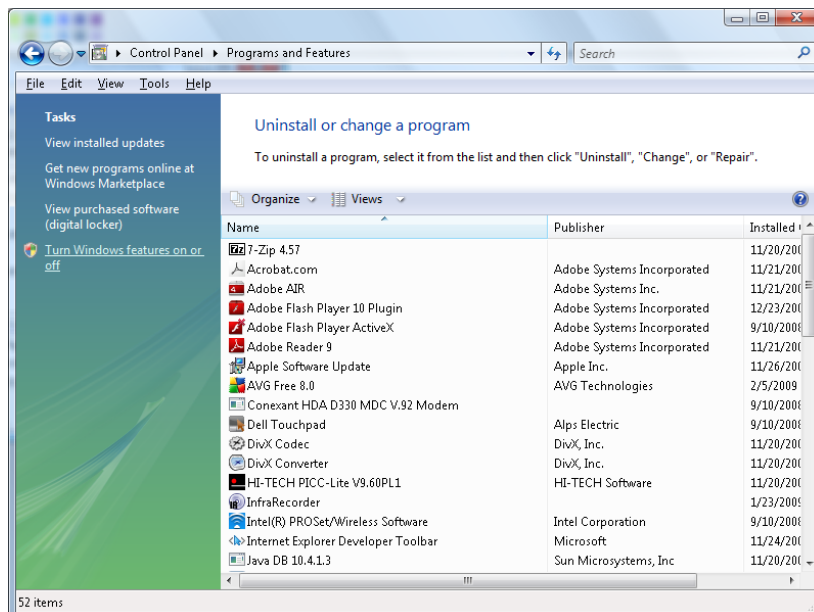 Control Panel ▸ Programs and Features
Search
File Edit View Tools Help
Tasks
View installed updates
Get new programs online at
Windows Marketplace
View purchased software
(digital locker)
Turn Windows features on or
off
Uninstall or change a program
To uninstall a program, select it from the list and then click "Uninstall", "Change", or "Repair".
Organize Views
Name Publisher Installed
7-Zip 4.57 11/20/200
Acrobat.com Adobe Systems Incorporated 11/21/200
Adobe AIR Adobe Systems Inc. 11/21/200
Adobe Flash Player 10 Plugin Adobe Systems Incorporated 12/23/200
Adobe Flash Player ActiveX Adobe Systems Incorporated 9/10/2008
Adobe Reader 9 Adobe Systems Incorporated 11/21/200
Apple Software Update Apple Inc. 11/26/200
AVG Free 8.0 AVG Technologies 2/5/2009
Conexant HDA D330 MDC V.92 Modem 9/10/2008
Dell Touchpad Alps Electric 9/10/2008
DivX Codec DivX, Inc. 11/20/200
DivX Converter DivX, Inc. 11/20/200
HI-TECH PICC-Lite V9.60PL1 HI-TECH Software 11/20/200
InfraRecorder 1/23/2009
Intel(R) PROSet/Wireless Software Intel Corporation 9/10/2008
Internet Explorer Developer Toolbar Microsoft 11/24/200
Java DB 10.4.1.3 Sun Microsystems, Inc 11/20/200
52 items